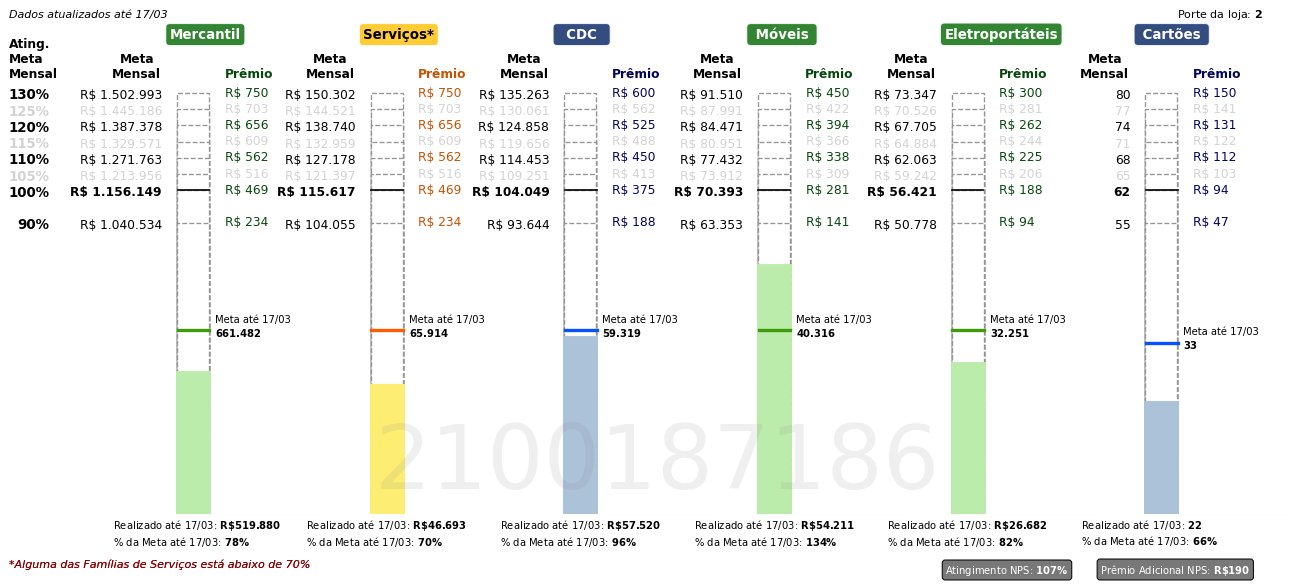 Dados atualizados até 17/03 Porte da loja: 2
Mercantil Serviços* CDC Móveis Eletroportáteis Cartões
Ating.
Meta Meta Meta Meta Meta Meta Meta
Mensal Mensal Prêmio Mensal Prêmio Mensal Prêmio Mensal Prêmio Mensal Prêmio Mensal Prêmio
130% R$ 1.502.993 R$ 750 R$ 150.302 R$ 750 R$ 135.263 R$ 600 R$ 91.510 R$ 450 R$ 73.347 R$ 300 80 R$ 150
125% R$ 1.445.186 R$ 703 R$ 144.521 R$ 703 R$ 130.061 R$ 562 R$ 87.991 R$ 422 R$ 70.526 R$ 281 77 R$ 141
120% R$ 1.387.378 R$ 656 R$ 138.740 R$ 656 R$ 124.858 R$ 525 R$ 84.471 R$ 394 R$ 67.705 R$ 262 74 R$ 131
115% R$ 1.329.571 R$ 609 R$ 132.959 R$ 609 R$ 119.656 R$ 488 R$ 80.951 R$ 366 R$ 64.884 R$ 244 71 R$ 122
110% R$ 1.271.763 R$ 562 R$ 127.178 R$ 562 R$ 114.453 R$ 450 R$ 77.432 R$ 338 R$ 62.063 R$ 225 68 R$ 112
105% R$ 1.213.956 R$ 516 R$ 121.397 R$ 516 R$ 109.251 R$ 413 R$ 73.912 R$ 309 R$ 59.242 R$ 206 65 R$ 103
100% R$ 1.156.149 R$ 469 R$ 115.617 R$ 469 R$ 104.049 R$ 375 R$ 70.393 R$ 281 R$ 56.421 R$ 188 62 R$ 94
90% R$ 1.040.534 R$ 234 R$ 104.055 R$ 234 R$ 93.644 R$ 188 R$ 63.353 R$ 141 R$ 50.778 R$ 94 55 R$ 47
Meta até 17/03 Meta até 17/03 Meta até 17/03 Meta até 17/03 Meta até 17/03 Meta até 17/03
661.482 65.914 59.319 40.316 32.251 33
2100187186
Realizado até 17/03: R$519.880 Realizado até 17/03: R$46.693 Realizado até 17/03: R$57.520 Realizado até 17/03: R$54.211 Realizado até 17/03: R$26.682 Realizado até 17/03: 22
% da Meta até 17/03: 78% % da Meta até 17/03: 70% % da Meta até 17/03: 96% % da Meta até 17/03: 134% % da Meta até 17/03: 82% % da Meta até 17/03: 66%
*Alguma das Famílias de Serviços está abaixo de 70% Atingimento NPS: 107% Prêmio Adicional NPS: R$190